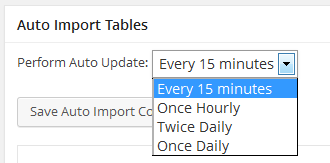 Auto Import Tables
Perform Auto Update: Every 15 minutes
Every 15 minutes
Once Hourly
Twice Daily
Once Daily
Save Auto Import Co